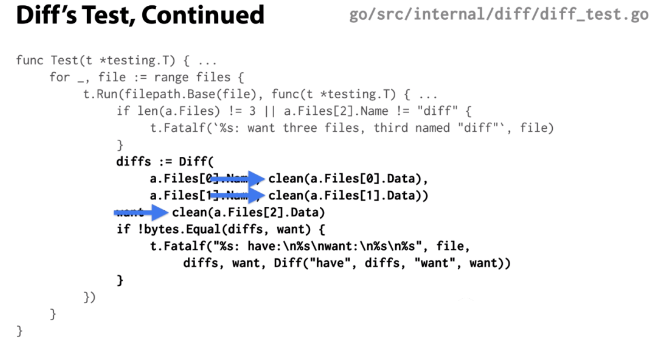 Diff’s Test, Continued
go/src/internal/diff/diff_test.go
func Test(t *testing.T) { ...
    for _, file := range files {
        t.Run(filepath.Base(file), func(t *testing.T) { ...
            if len(a.Files) != 3 || a.Files[2].Name != "diff" {
                t.Fatalf(`%s: want three files, third named "diff"`, file)
            }
            diffs := Diff(
                a.Files[0].Name, clean(a.Files[0].Data),
                a.Files[1].Name, clean(a.Files[1].Data))
            want clean(a.Files[2].Data)
            if !bytes.Equal(diffs, want) {
                t.Fatalf("%s: have:\n%s\nwant:\n%s\n%s", file,
                    diffs, want, Diff("have", diffs, "want", want))
            }
        })
    }
}